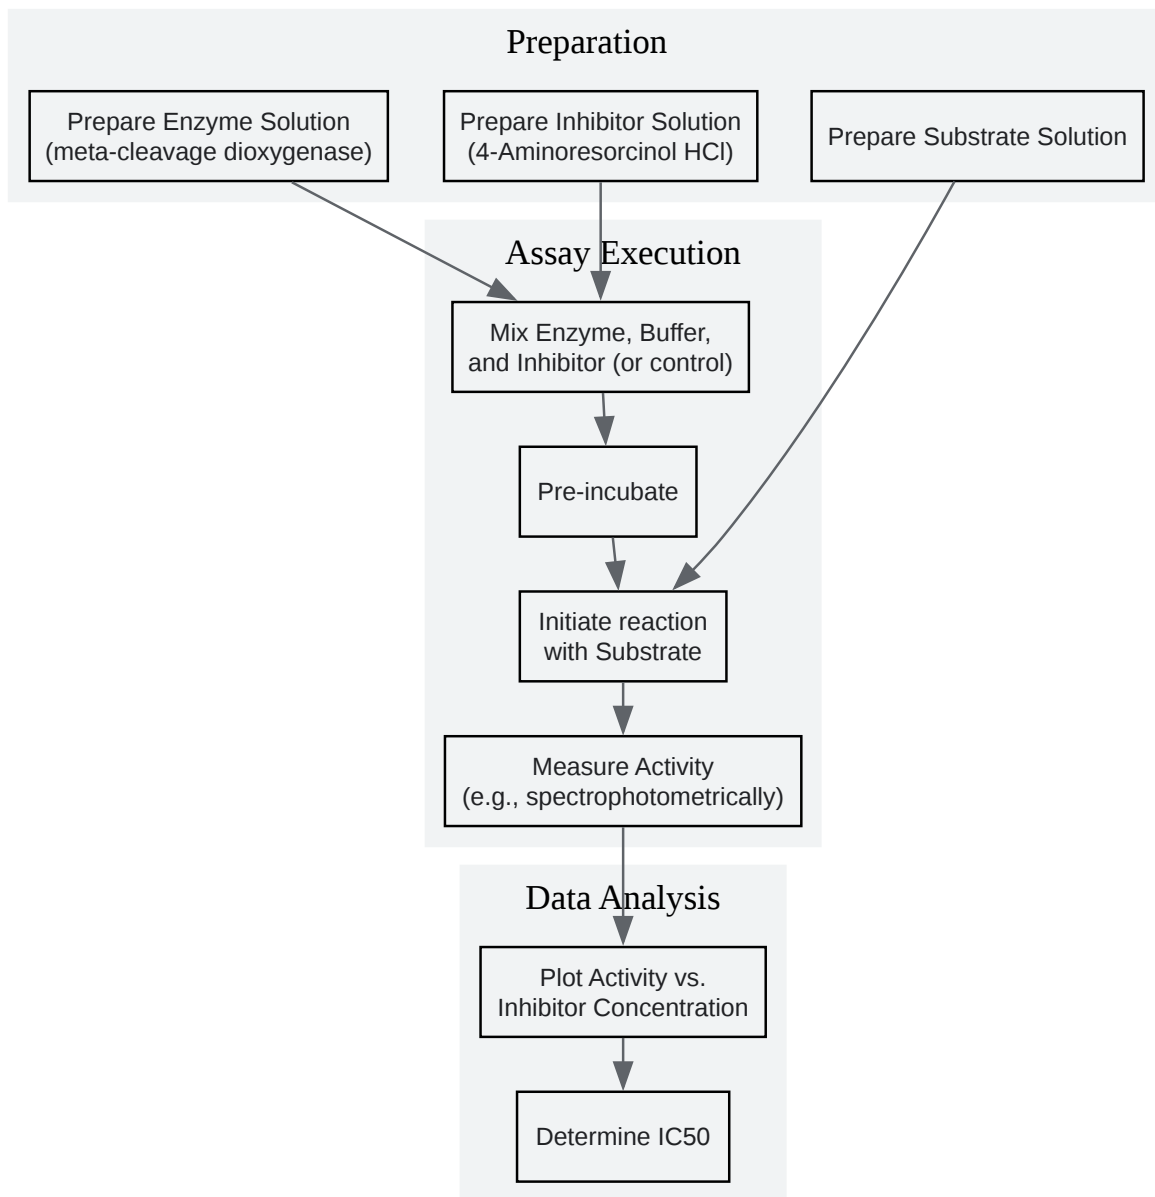 Preparation
Prepare Enzyme Solution
(meta-cleavage dioxygenase)
Prepare Inhibitor Solution
(4-Aminoresorcinol HCl)
Prepare Substrate Solution
Assay Execution
Mix Enzyme, Buffer,
and Inhibitor (or control)
Pre-incubate
Initiate reaction
with Substrate
Measure Activity
(e.g., spectrophotometrically)
Data Analysis
Plot Activity vs.
Inhibitor Concentration
Determine IC50